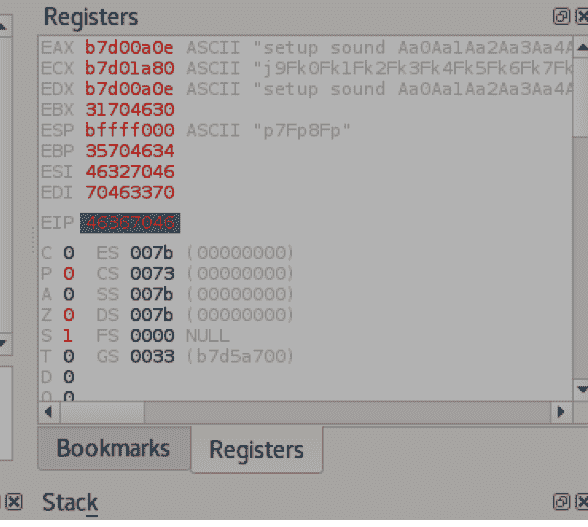 Registers
EAX b7d00a0e ASCII "setup sound Aa0Aa1Aa2Aa3Aa4A
ECX b7d01a80 ASCII "j9Fk0Fk1Fk2Fk3Fk4Fk5Fk6Fk7Fk
EDX b7d00a0e ASCII "setup sound Aa0Aa1Aa2Aa3Aa4A
EBX 31704630
ESP bffff000 ASCII "p7Fp8Fp"
EBP 35704634
ESI 46327046
EDI 70463370
EIP 46367046
C 0 ES 007b (00000000)
P 0 CS 0073 (00000000)
A 0 SS 007b (00000000)
Z 0 DS 007b (00000000)
S 1 FS 0000 NULL
T 0 GS 0033 (b7d5a700)
D 0
O 0
Bookmarks Registers
Stack